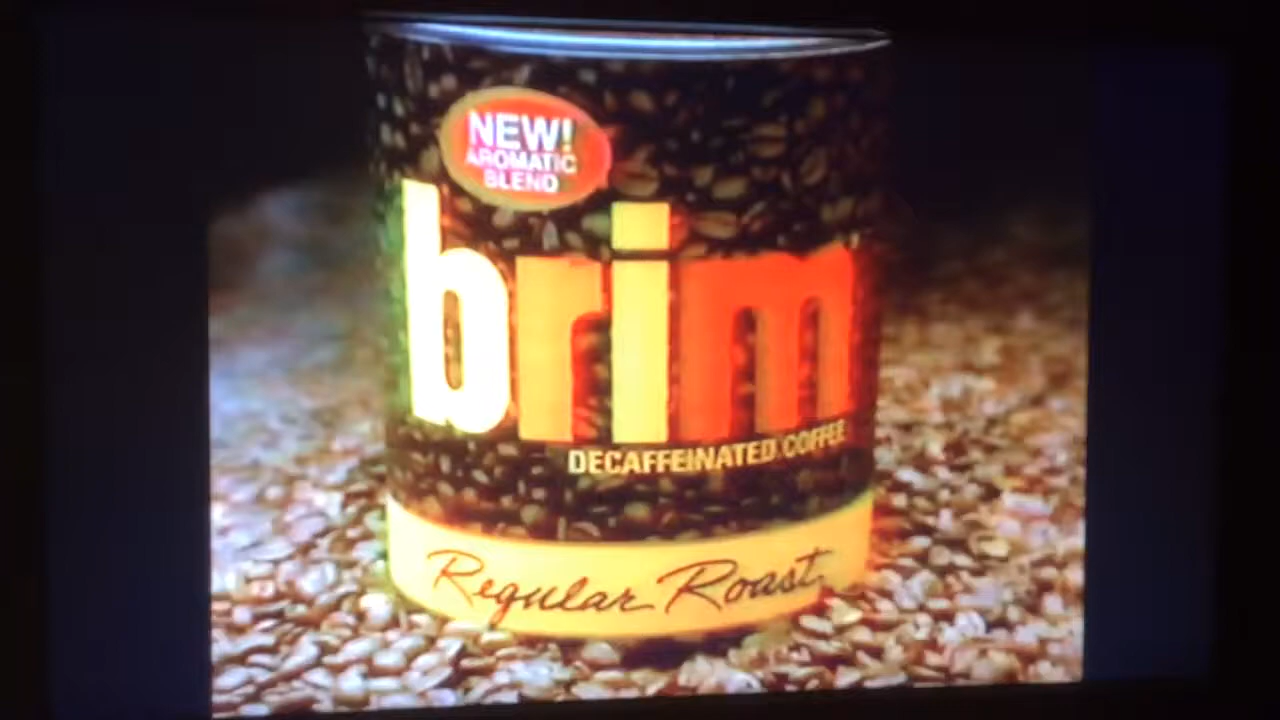 NEW!
AROMATIC
BLEND
brim
DECAFFEINATED COFFEE
Regular Roast